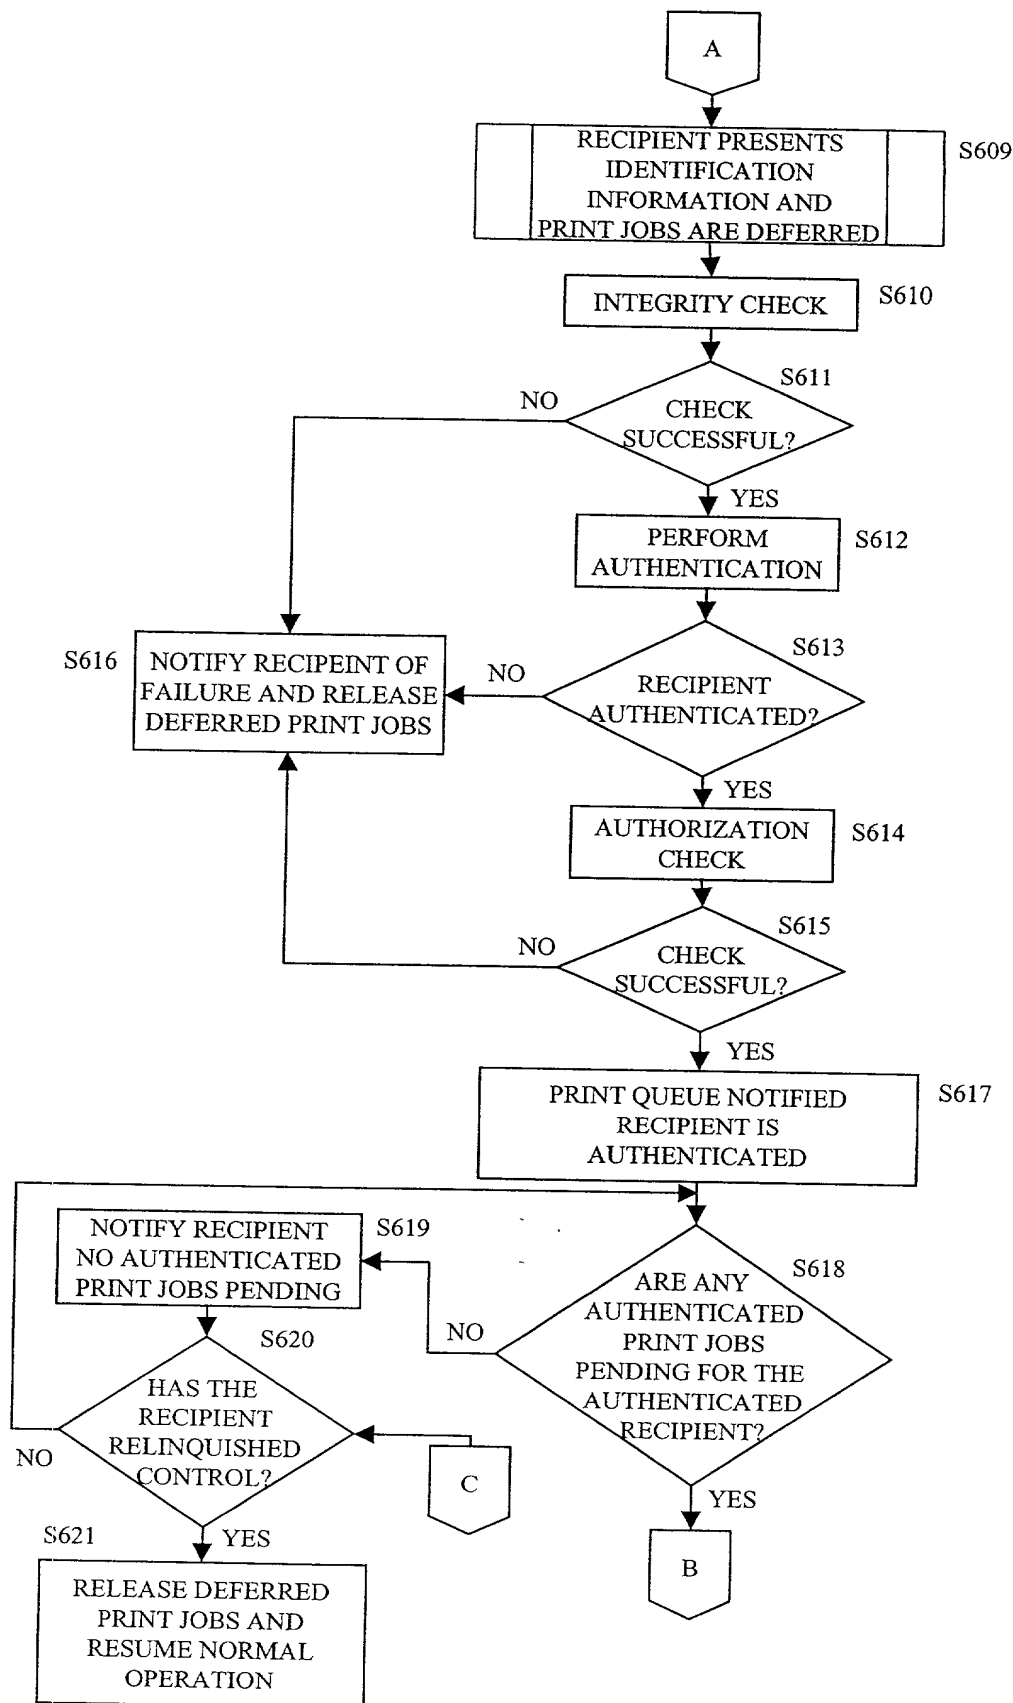 A
RECIPIENT PRESENTS
IDENTIFICATION
INFORMATION AND
PRINT JOBS ARE DEFERRED
S609
INTEGRITY CHECK
S610
S611
NO
CHECK
SUCCESSFUL?
YES
PERFORM
AUTHENTICATION
S612
S613
S616
NOTIFY RECIPEINT OF
FAILURE AND RELEASE
DEFERRED PRINT JOBS
NO
RECIPIENT
AUTHENTICATED?
YES
AUTHORIZATION
CHECK
S614
S615
NO
CHECK
SUCCESSFUL?
YES
PRINT QUEUE NOTIFIED
RECIPIENT IS
AUTHENTICATED
S617
NOTIFY RECIPIENT
NO AUTHENTICATED
PRINT JOBS PENDING
S619
S618
ARE ANY
AUTHENTICATED
PRINT JOBS
PENDING FOR THE
AUTHENTICATED
RECIPIENT?
NO
S620
HAS THE
RECIPIENT
RELINQUISHED
CONTROL?
NO
C
YES
YES
B
S621
RELEASE DEFERRED
PRINT JOBS AND
RESUME NORMAL
OPERATION